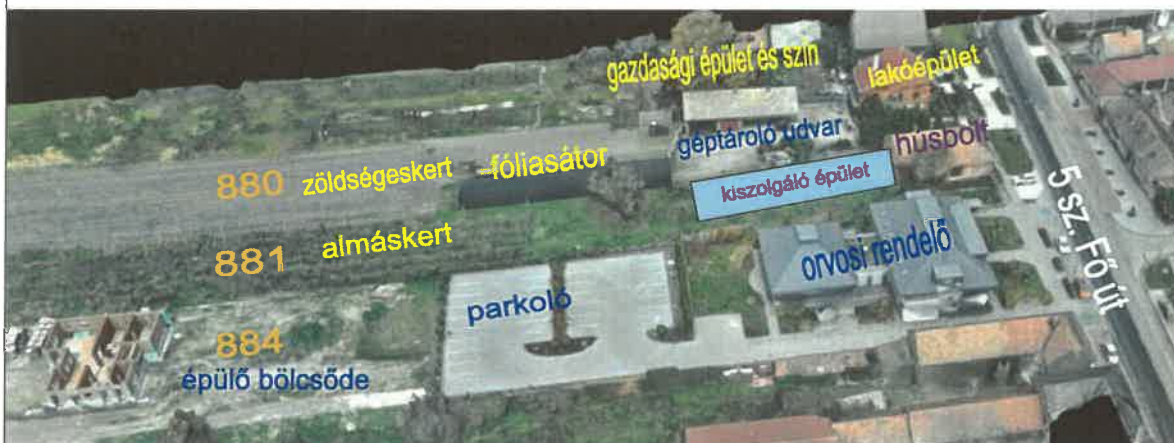 gazdasági épület és szín
lakóépület
géptároló udvar
húsbolt
880 zöldségeskert
fóliasátor
kiszolgáló épület
881 almáskert
orvosi rendelő
5 sz., Fő út
parkoló
884
épülő bölcsőde